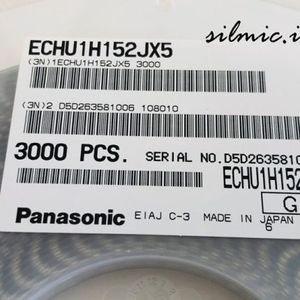 silmic.i
ECHU1H152JX5
(3N)1ECHU1H152JX5 3000
(3N)2 D5D263581006 108010
3000 PCS. SERIAL NO.D5D2635810
ECHU1H152
G
Panasonic EIAJ C-3 MADE IN JAPAN
6